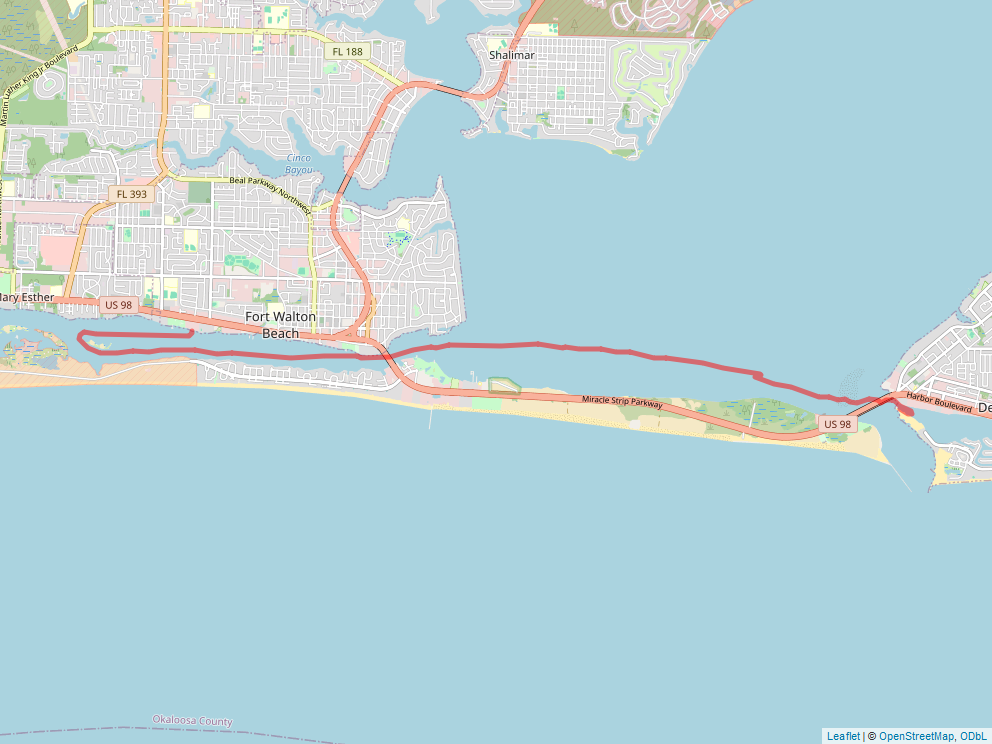 FL 188
Shalimar
Martin Luther King Jr Boulevard
Cinco
Bayou
Beal Parkway Northwest
FL 393
Mary Esther
US 98
Fort Walton
Beach
Miracle Strip Parkway
Harbor Boulevard
De
US 98
Okaloosa County
Leaflet | © OpenStreetMap, ODbL